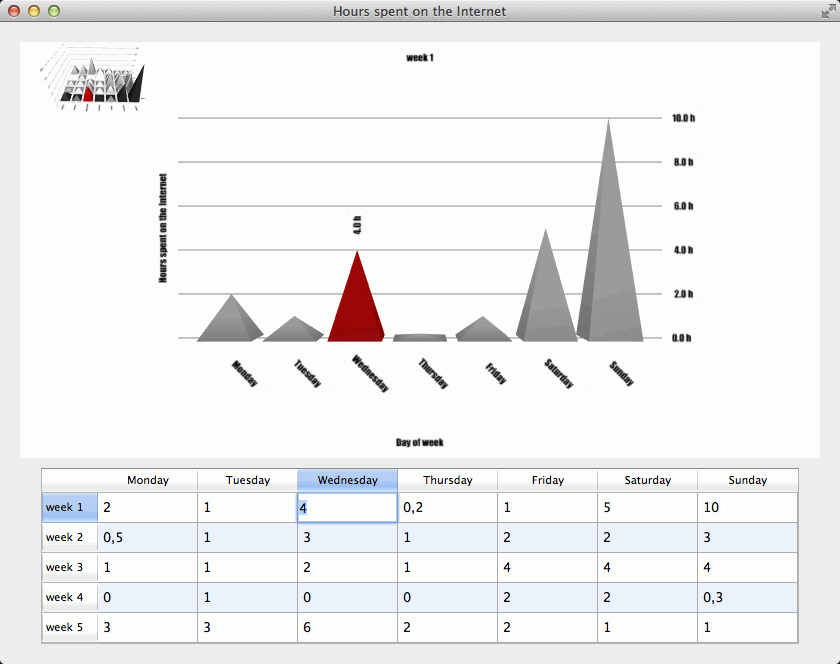 Hours spent on the Internet
week 1
10.0 h
8.0 h
6.0 h
4.0 h
2.0 h
0.0 h
Hours spent on the Internet
4.0 h
Monday
Tuesday
Wednesday
Thursday
Friday
Saturday
Sunday
Day of week
Monday Tuesday Wednesday Thursday Friday Saturday Sunday
week 1 2 1 4 0,2 1 5 10
week 2 0,5 1 3 1 2 2 3
week 3 1 1 2 1 4 4 4
week 4 0 1 0 0 2 2 0,3
week 5 3 3 6 2 2 1 1